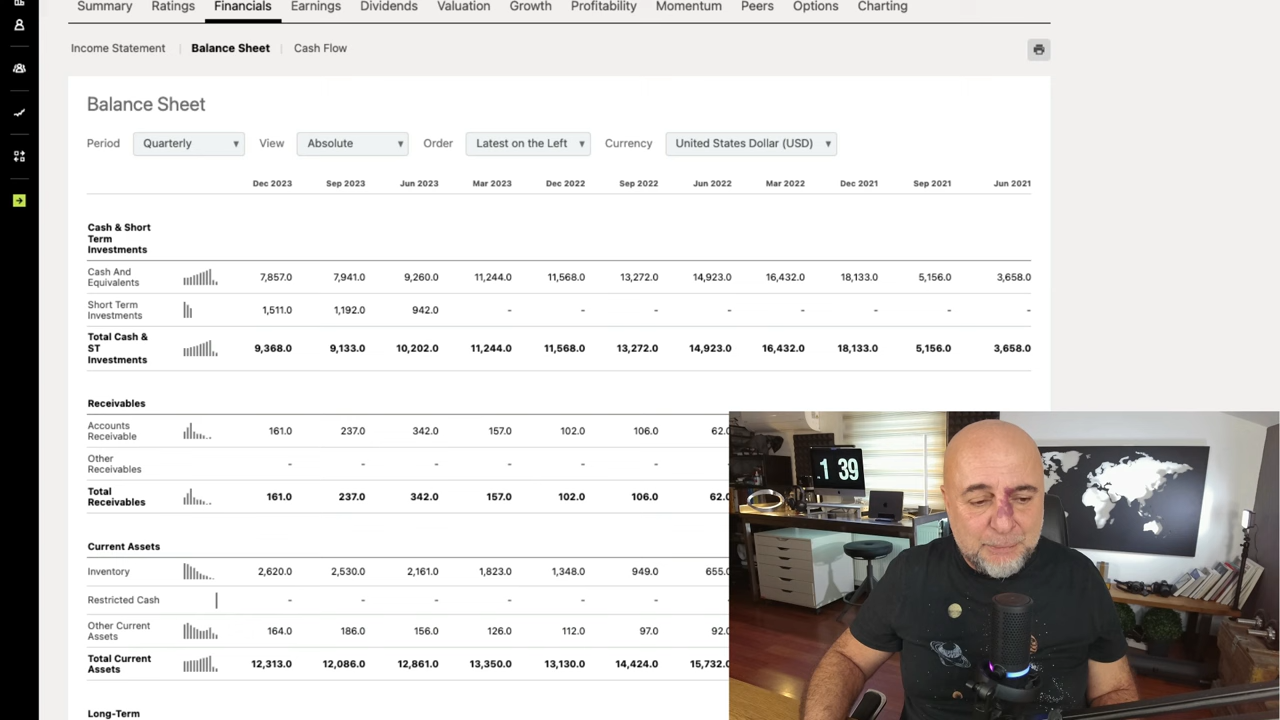 Summary Ratings Financials Earnings Dividends Valuation Growth Profitability Momentum Peers Options Charting
Income Statement Balance Sheet Cash Flow
Balance Sheet
Period Quarterly View Absolute Order Latest on the Left Currency United States Dollar (USD)
Dec 2023 Sep 2023 Jun 2023 Mar 2023 Dec 2022 Sep 2022 Jun 2022 Mar 2022 Dec 2021 Sep 2021 Jun 2021
Cash & Short
Term
Investments
Cash And
Equivalents 7,857.0 7,941.0 9,260.0 11,244.0 11,568.0 13,272.0 14,923.0 16,432.0 18,133.0 5,156.0 3,658.0
Short Term
Investments 1,511.0 1,192.0 942.0 - - - - - - - -
Total Cash &
ST
Investments 9,368.0 9,133.0 10,202.0 11,244.0 11,568.0 13,272.0 14,923.0 16,432.0 18,133.0 5,156.0 3,658.0
Receivables
Accounts
Receivable 161.0 237.0 342.0 157.0 102.0 106.0 62.
Other
Receivables - - - - - -
Total
Receivables 161.0 237.0 342.0 157.0 102.0 106.0 62.
Current Assets
Inventory 2,620.0 2,530.0 2,161.0 1,823.0 1,348.0 949.0 655.
Restricted Cash - - - - - -
Other Current
Assets 164.0 186.0 156.0 126.0 112.0 97.0 92.
Total Current
Assets 12,313.0 12,086.0 12,861.0 13,350.0 13,130.0 14,424.0 15,732.
Long-Term
1 39